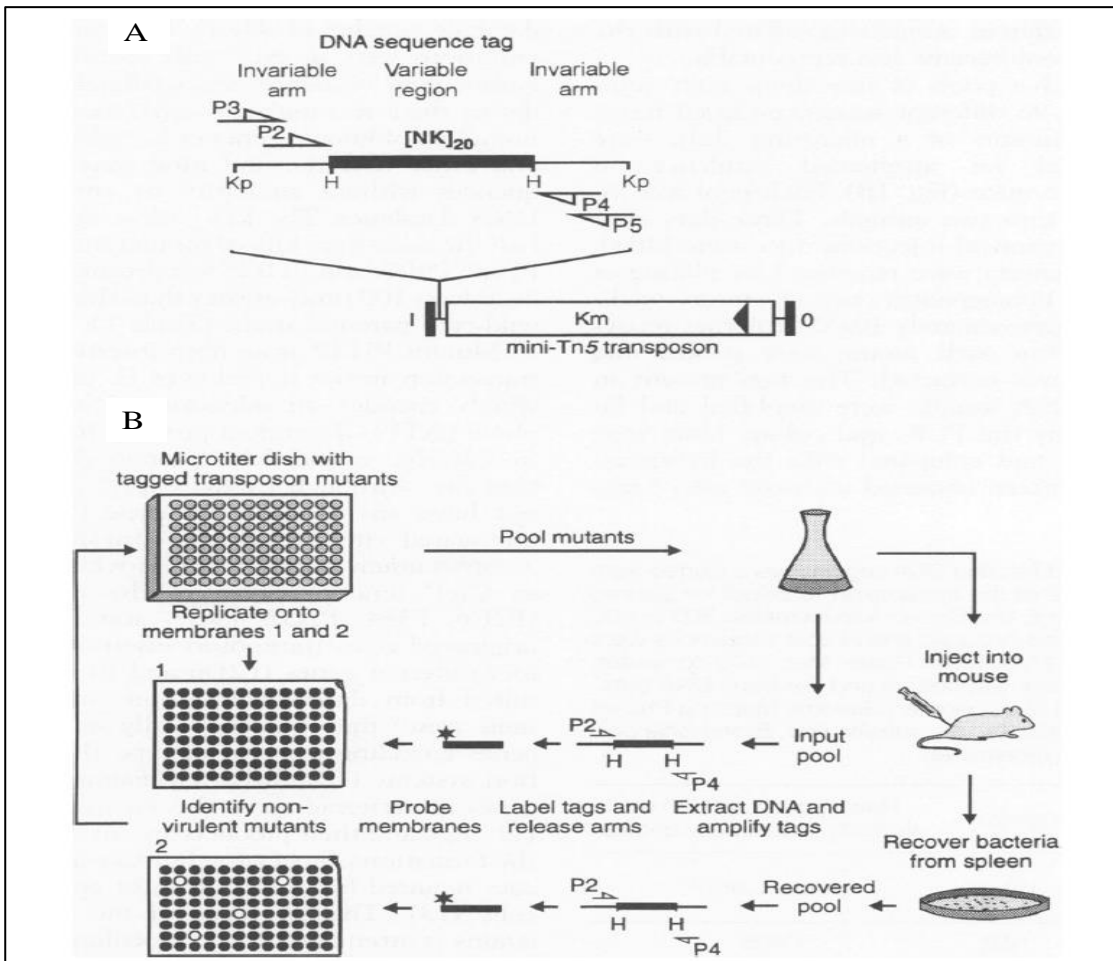 A
DNA sequence tag
Invariable Variable Invariable
arm region arm
P3
P2 [NK]20
Kp H H Kp
P4
P5
I Km O
mini-Tn5 transposon
B
Microtiter dish with
tagged transposon mutants
Pool mutants
Replicate onto
membranes 1 and 2
1
Inject into
mouse
P2
H H
P4
Input
pool
Identify non-
virulent mutants
Probe
membranes
Label tags and
release arms
Extract DNA and
amplify tags
2
Recover bacteria
from spleen
P2
H H
P4
Recovered
pool